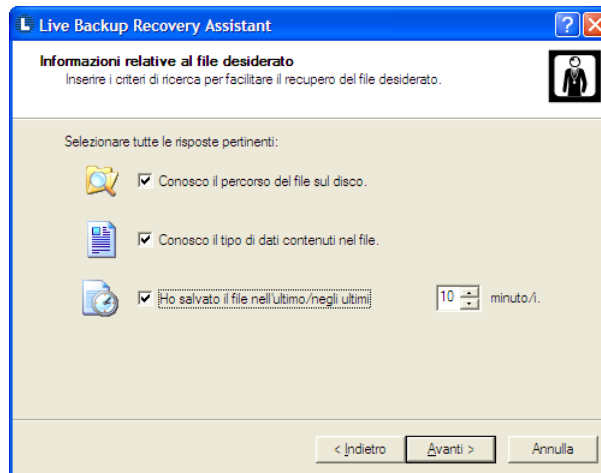 Live Backup Recovery Assistant
Informazioni relative al file desiderato
Inserire i criteri di ricerca per facilitare il recupero del file desiderato.
Selezionare tutte le risposte pertinenti:
Conosco il percorso del file sul disco.
Conosco il tipo di dati contenuti nel file.
Ho salvato il file nell'ultimo/negli ultimi 10 minuto/i.
< Indietro Avanti > Annulla